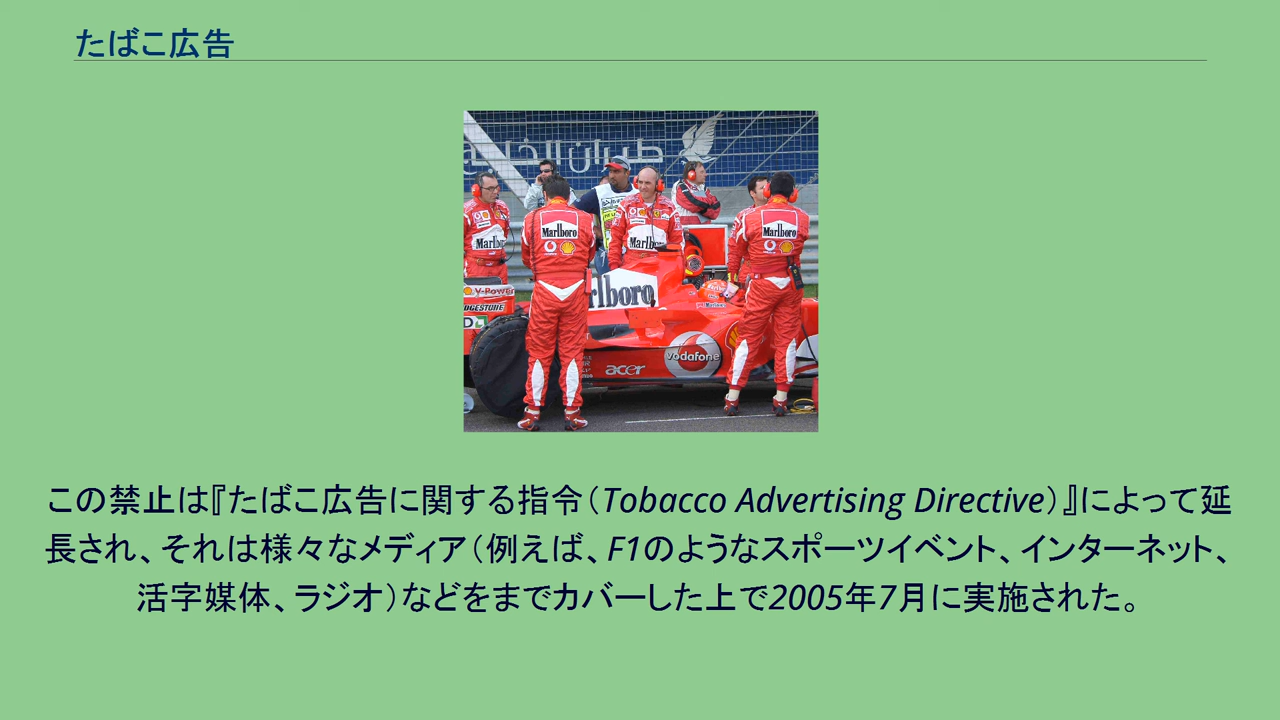 たばこ広告
طيران الخليج
Marlboro
Marlboro
Marlboro
Marlboro
V-Power
rlboro
vodafone
acer
この禁止は『たばこ広告に関する指令（Tobacco Advertising Directive）』によって延
長され、それは様々なメディア（例えば、F1のようなスポーツイベント、インターネット、
活字媒体、ラジオ）などをまでカバーした上で2005年7月に実施された。